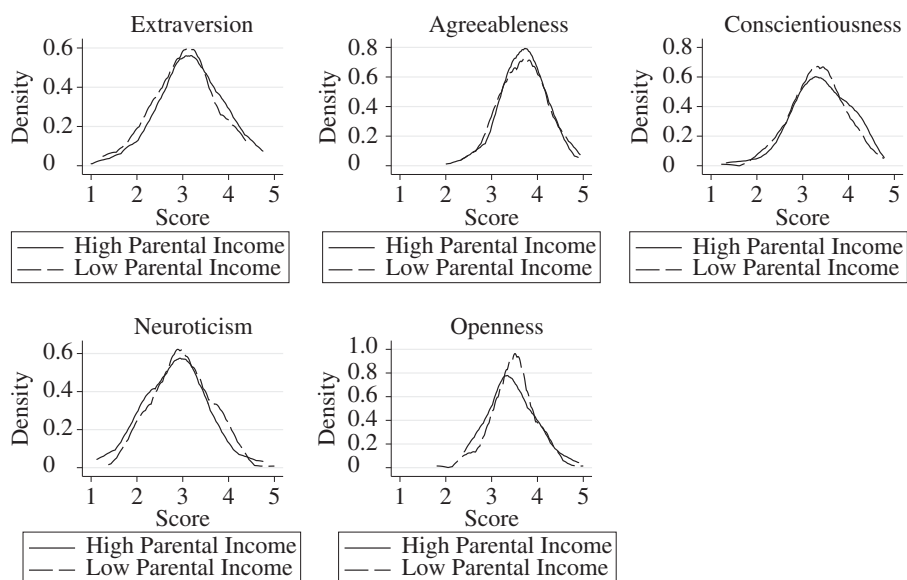 Extraversion
Density
0.6
0.4
0.2
0
1 2 3 4 5
Score
High Parental Income
Low Parental Income
Agreeableness
Density
0.8
0.6
0.4
0.2
0
1 2 3 4 5
Score
High Parental Income
Low Parental Income
Conscientiousness
Density
0.8
0.6
0.4
0.2
0
1 2 3 4 5
Score
High Parental Income
Low Parental Income
Neuroticism
Density
0.6
0.4
0.2
0
1 2 3 4 5
Score
High Parental Income
Low Parental Income
Openness
Density
1.0
0.8
0.6
0.4
0.2
0
1 2 3 4 5
Score
High Parental Income
Low Parental Income